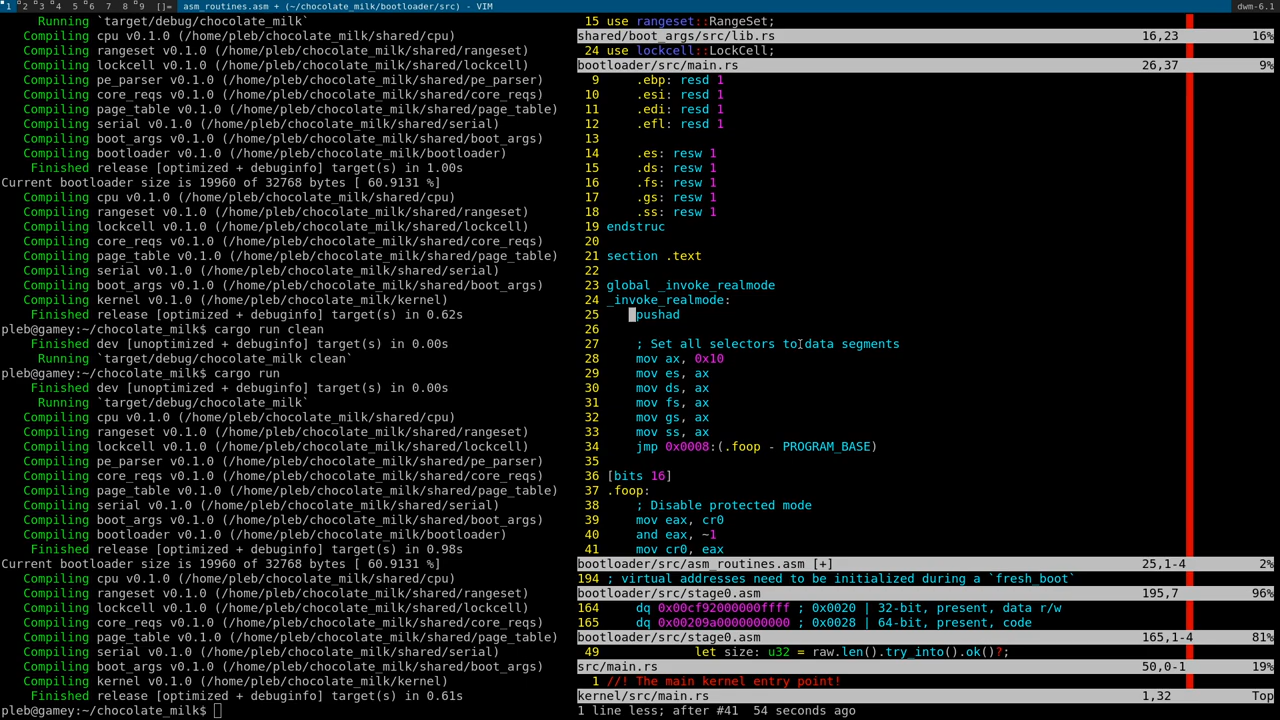 1 2 3 4 5 6 7 8 9 []= asm_routines.asm + (~/chocolate_milk/bootloader/src) - VIM dwm-6.1
Running `target/debug/chocolate_milk`
Compiling cpu v0.1.0 (/home/pleb/chocolate_milk/shared/cpu)
Compiling rangeset v0.1.0 (/home/pleb/chocolate_milk/shared/rangeset)
Compiling lockcell v0.1.0 (/home/pleb/chocolate_milk/shared/lockcell)
Compiling pe_parser v0.1.0 (/home/pleb/chocolate_milk/shared/pe_parser)
Compiling core_reqs v0.1.0 (/home/pleb/chocolate_milk/shared/core_reqs)
Compiling page_table v0.1.0 (/home/pleb/chocolate_milk/shared/page_table)
Compiling serial v0.1.0 (/home/pleb/chocolate_milk/shared/serial)
Compiling boot_args v0.1.0 (/home/pleb/chocolate_milk/shared/boot_args)
Compiling bootloader v0.1.0 (/home/pleb/chocolate_milk/bootloader)
Finished release [optimized + debuginfo] target(s) in 1.00s
Current bootloader size is 19960 of 32768 bytes [ 60.9131 %]
Compiling cpu v0.1.0 (/home/pleb/chocolate_milk/shared/cpu)
Compiling rangeset v0.1.0 (/home/pleb/chocolate_milk/shared/rangeset)
Compiling lockcell v0.1.0 (/home/pleb/chocolate_milk/shared/lockcell)
Compiling core_reqs v0.1.0 (/home/pleb/chocolate_milk/shared/core_reqs)
Compiling page_table v0.1.0 (/home/pleb/chocolate_milk/shared/page_table)
Compiling serial v0.1.0 (/home/pleb/chocolate_milk/shared/serial)
Compiling boot_args v0.1.0 (/home/pleb/chocolate_milk/shared/boot_args)
Compiling kernel v0.1.0 (/home/pleb/chocolate_milk/kernel)
Finished release [optimized + debuginfo] target(s) in 0.62s
pleb@gamey:~/chocolate_milk$ cargo run clean
Finished dev [unoptimized + debuginfo] target(s) in 0.00s
Running `target/debug/chocolate_milk clean`
pleb@gamey:~/chocolate_milk$ cargo run
Finished dev [unoptimized + debuginfo] target(s) in 0.00s
Running `target/debug/chocolate_milk`
Compiling cpu v0.1.0 (/home/pleb/chocolate_milk/shared/cpu)
Compiling rangeset v0.1.0 (/home/pleb/chocolate_milk/shared/rangeset)
Compiling lockcell v0.1.0 (/home/pleb/chocolate_milk/shared/lockcell)
Compiling pe_parser v0.1.0 (/home/pleb/chocolate_milk/shared/pe_parser)
Compiling core_reqs v0.1.0 (/home/pleb/chocolate_milk/shared/core_reqs)
Compiling page_table v0.1.0 (/home/pleb/chocolate_milk/shared/page_table)
Compiling serial v0.1.0 (/home/pleb/chocolate_milk/shared/serial)
Compiling boot_args v0.1.0 (/home/pleb/chocolate_milk/shared/boot_args)
Compiling bootloader v0.1.0 (/home/pleb/chocolate_milk/bootloader)
Finished release [optimized + debuginfo] target(s) in 0.98s
Current bootloader size is 19960 of 32768 bytes [ 60.9131 %]
Compiling cpu v0.1.0 (/home/pleb/chocolate_milk/shared/cpu)
Compiling rangeset v0.1.0 (/home/pleb/chocolate_milk/shared/rangeset)
Compiling lockcell v0.1.0 (/home/pleb/chocolate_milk/shared/lockcell)
Compiling core_reqs v0.1.0 (/home/pleb/chocolate_milk/shared/core_reqs)
Compiling page_table v0.1.0 (/home/pleb/chocolate_milk/shared/page_table)
Compiling serial v0.1.0 (/home/pleb/chocolate_milk/shared/serial)
Compiling boot_args v0.1.0 (/home/pleb/chocolate_milk/shared/boot_args)
Compiling kernel v0.1.0 (/home/pleb/chocolate_milk/kernel)
Finished release [optimized + debuginfo] target(s) in 0.61s
pleb@gamey:~/chocolate_milk$
15 use rangeset::RangeSet;
shared/boot_args/src/lib.rs 16,23 16%
24 use lockcell::LockCell;
bootloader/src/main.rs 26,37 9%
9 .ebp: resd 1
10 .esi: resd 1
11 .edi: resd 1
12 .efl: resd 1
13
14 .es: resw 1
15 .ds: resw 1
16 .fs: resw 1
17 .gs: resw 1
18 .ss: resw 1
19 endstruc
20
21 section .text
22
23 global _invoke_realmode
24 _invoke_realmode:
25 pushad
26
27 ; Set all selectors to data segments
28 mov ax, 0x10
29 mov es, ax
30 mov ds, ax
31 mov fs, ax
32 mov gs, ax
33 mov ss, ax
34 jmp 0x0008:(.foop - PROGRAM_BASE)
35
36 [bits 16]
37 .foop:
38 ; Disable protected mode
39 mov eax, cr0
40 and eax, ~1
41 mov cr0, eax
bootloader/src/asm_routines.asm [+] 25,1-4 2%
194 ; virtual addresses need to be initialized during a `fresh_boot`
bootloader/src/stage0.asm 195,7 96%
164 dq 0x00cf92000000ffff ; 0x0020 | 32-bit, present, data r/w
165 dq 0x00209a0000000000 ; 0x0028 | 64-bit, present, code
bootloader/src/stage0.asm 165,1-4 81%
49 let size: u32 = raw.len().try_into().ok()?;
src/main.rs 50,0-1 19%
1 //! The main kernel entry point!
kernel/src/main.rs 1,32 Top
1 line less; after #41 54 seconds ago